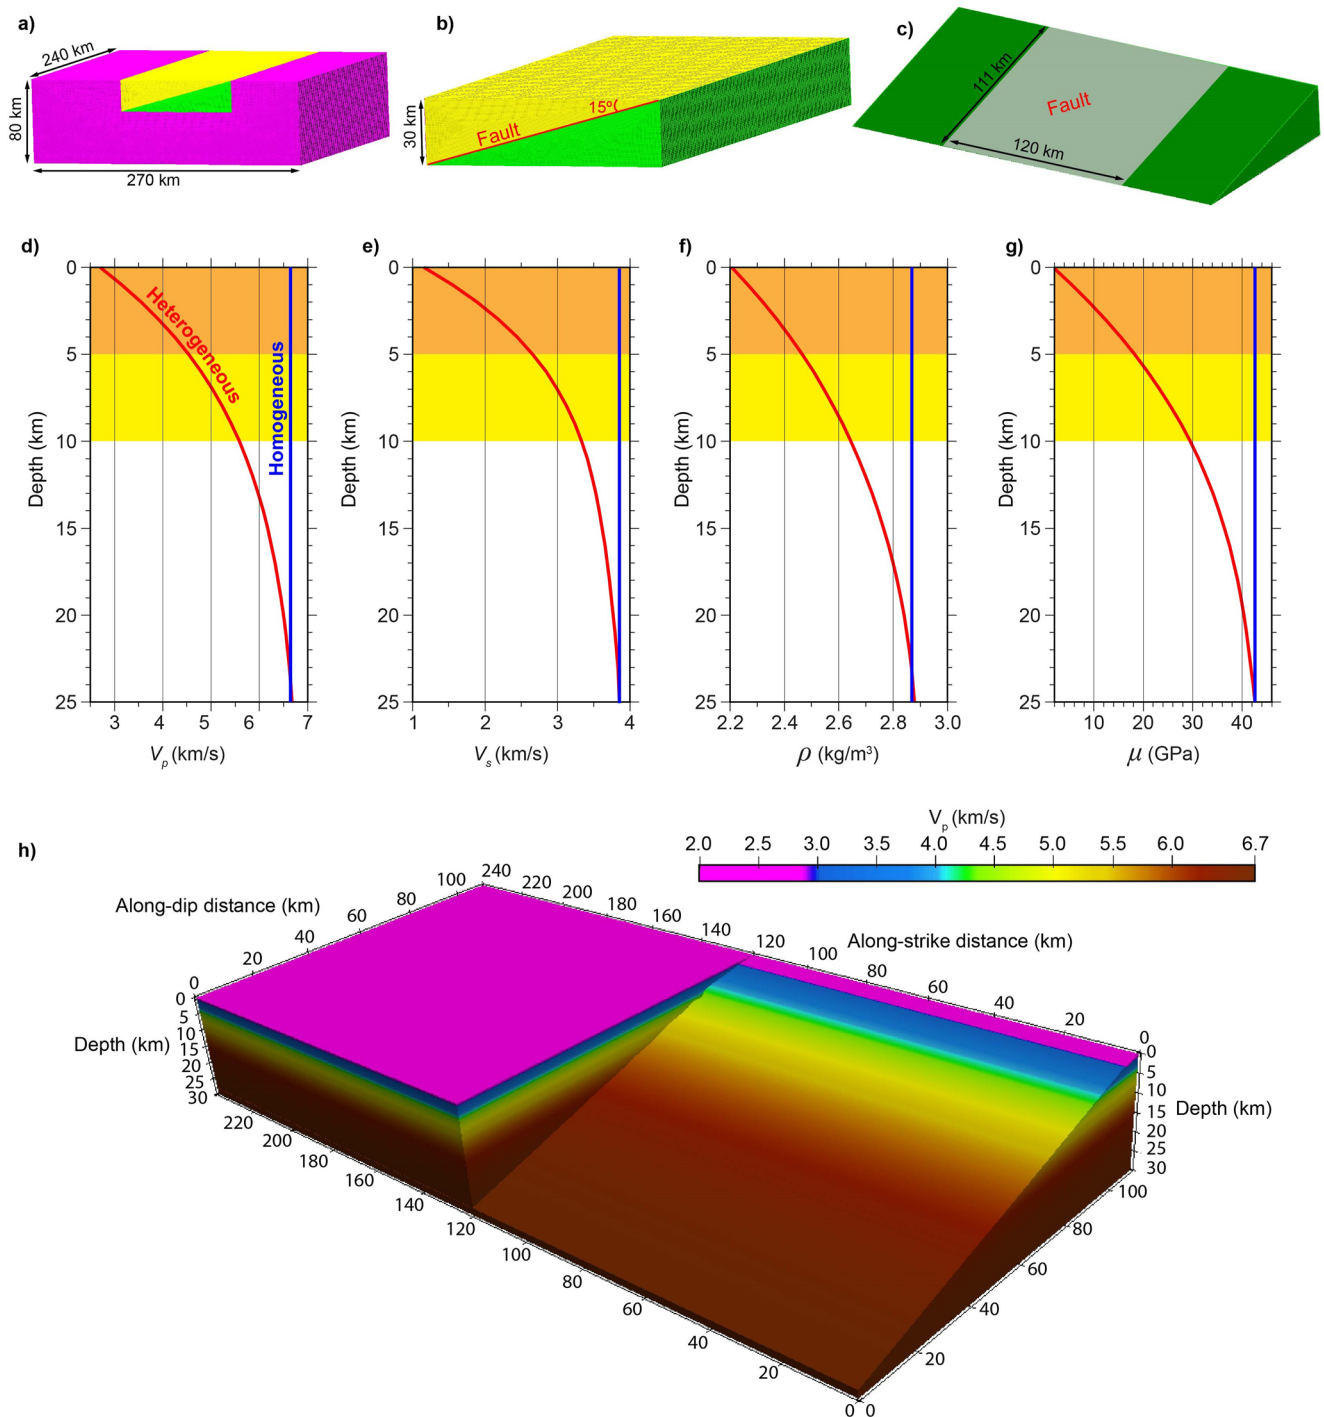 a)
240 km
80 km
270 km
b)
30 km
15º
Fault
c)
111 km
Fault
120 km
d)
0
5
10
15
20
25
Depth (km)
Heterogeneous
Homogeneous
3 4 5 6 7
Vp (km/s)
e)
0
5
10
15
20
25
Depth (km)
1 2 3 4
Vs (km/s)
f)
0
5
10
15
20
25
Depth (km)
2.2 2.4 2.6 2.8 3.0
ρ (kg/m³)
g)
0
5
10
15
20
25
Depth (km)
10 20 30 40
μ (GPa)
h)
Vp (km/s)
2.0 2.5 3.0 3.5 4.0 4.5 5.0 5.5 6.0 6.7
Along-dip distance (km)
0 20 40 60 80 100
240 220 200 180 160 140 120 100 80 60 40 20 0
Along-strike distance (km)
Depth (km)
0
5
10
15
20
25
30
220 200 180 160 140 120 100 80 60 40 20 0
0
5
10
15
20
25
30
Depth (km)
100
80
60
40
20
0